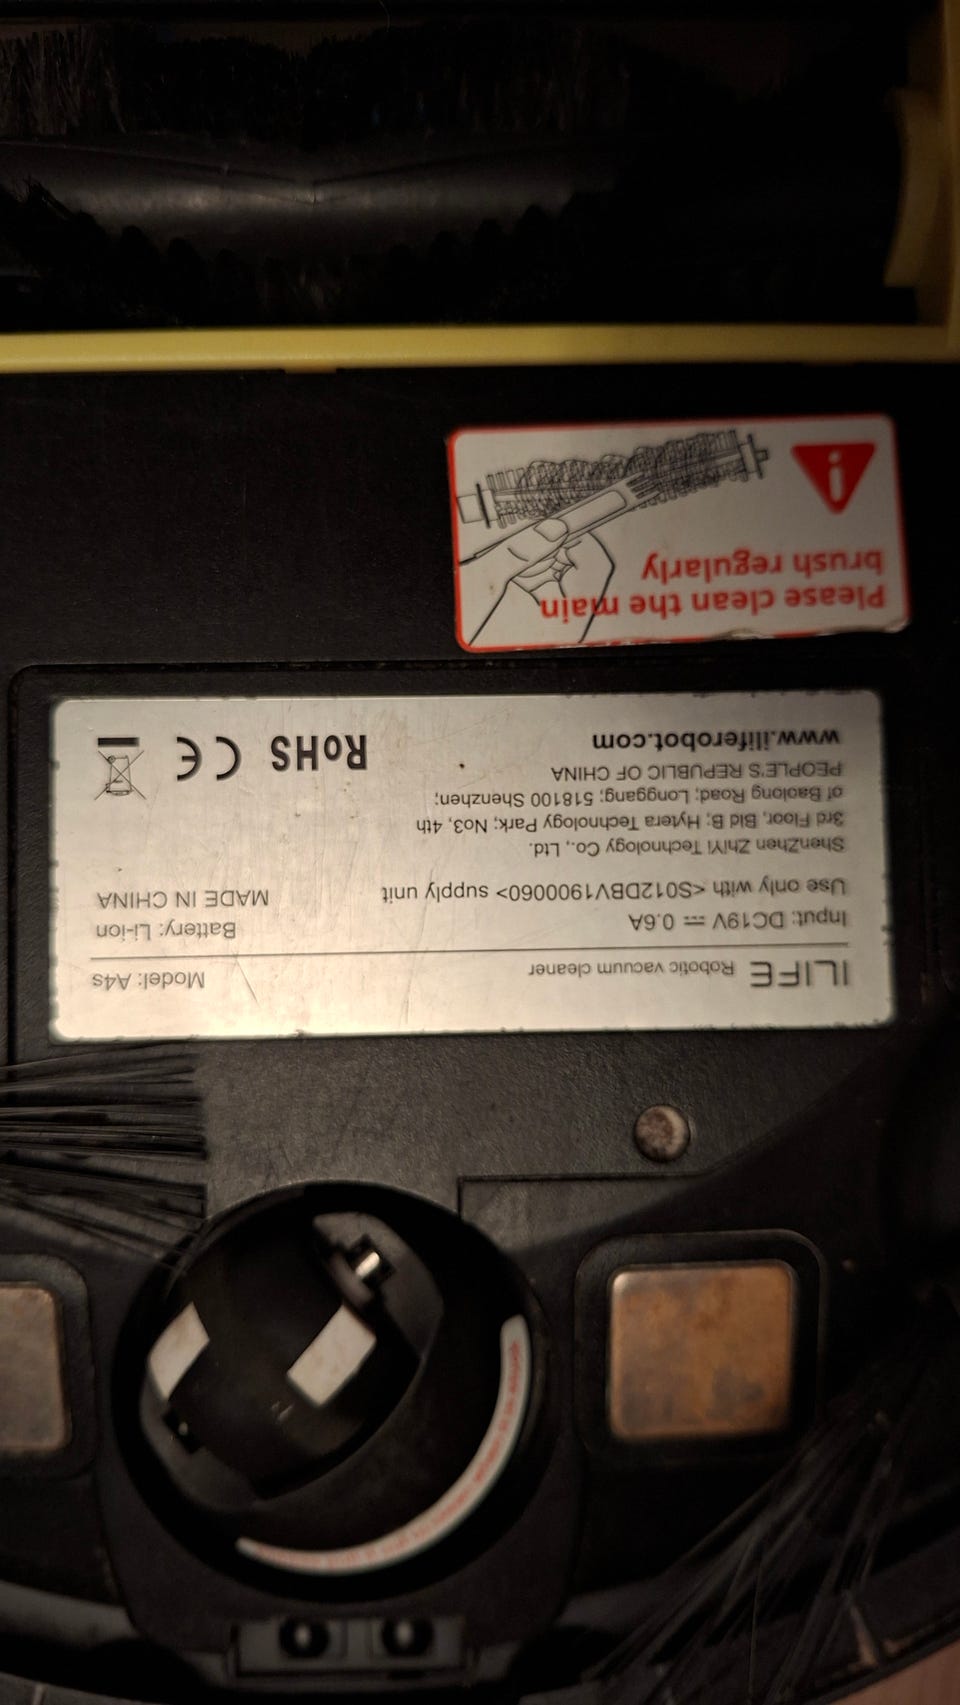 ILIFE Robotic vacuum cleaner Model: A4s
Input: DC19V ⎓ 0.6A Battery: Li-ion
Use only with <S012DBV1900060> supply unit MADE IN CHINA
ShenZhen ZhiYi Technology Co., Ltd.
3rd Floor, Bld B; Hytera Technology Park; No3, 4th
of Baolong Road; Longgang; 518100 Shenzhen;
PEOPLE'S REPUBLIC OF CHINA
www.iliferobot.com RoHS CE
Please clean the main
brush regularly